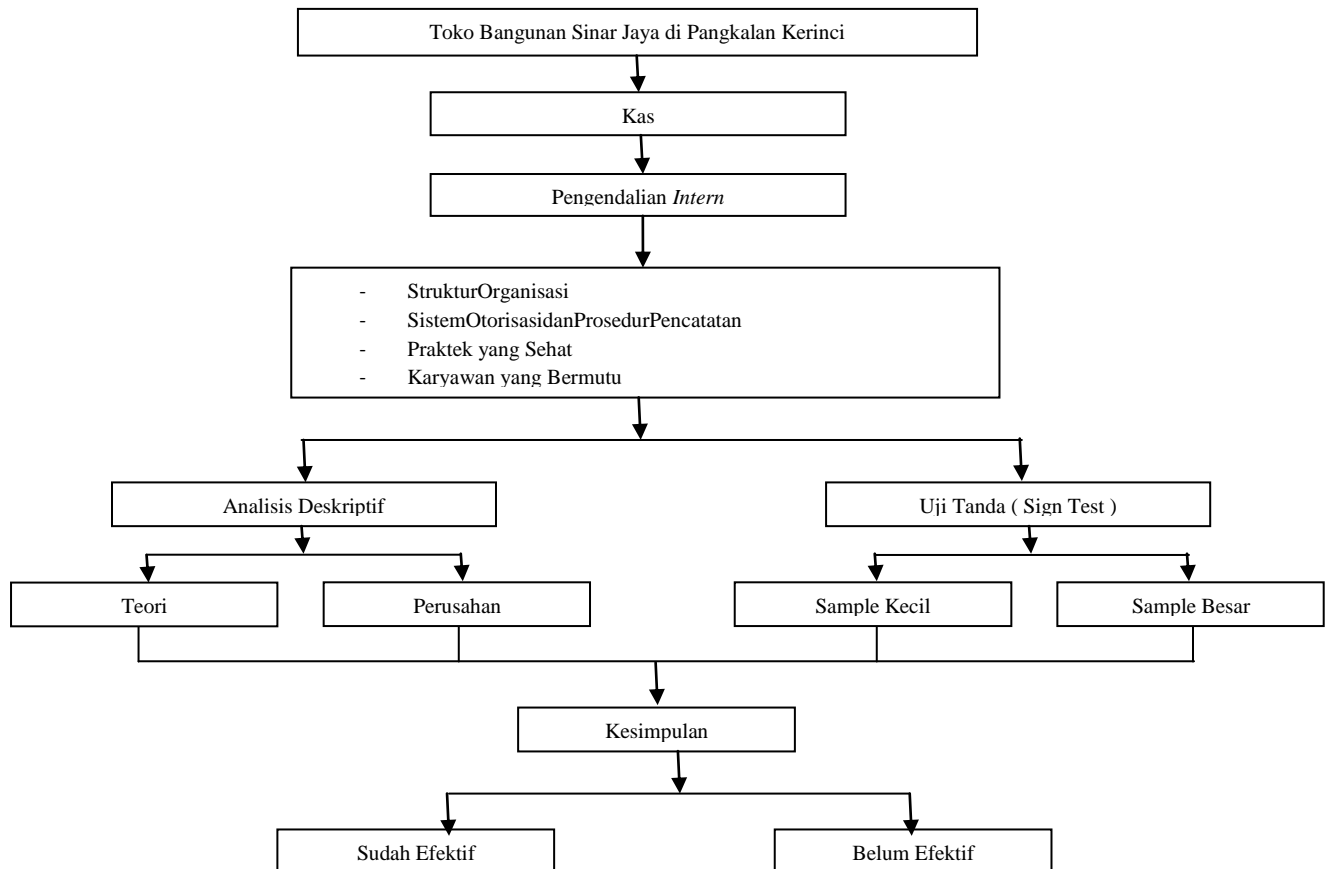 Toko Bangunan Sinar Jaya di Pangkalan Kerinci
Kas
Pengendalian Intern
- StrukturOrganisasi
- SistemOtorisasidanProsedurPencatatan
- Praktek yang Sehat
- Karyawan yang Bermutu
Analisis Deskriptif
Uji Tanda ( Sign Test )
Teori
Perusahan
Sample Kecil
Sample Besar
Kesimpulan
Sudah Efektif
Belum Efektif